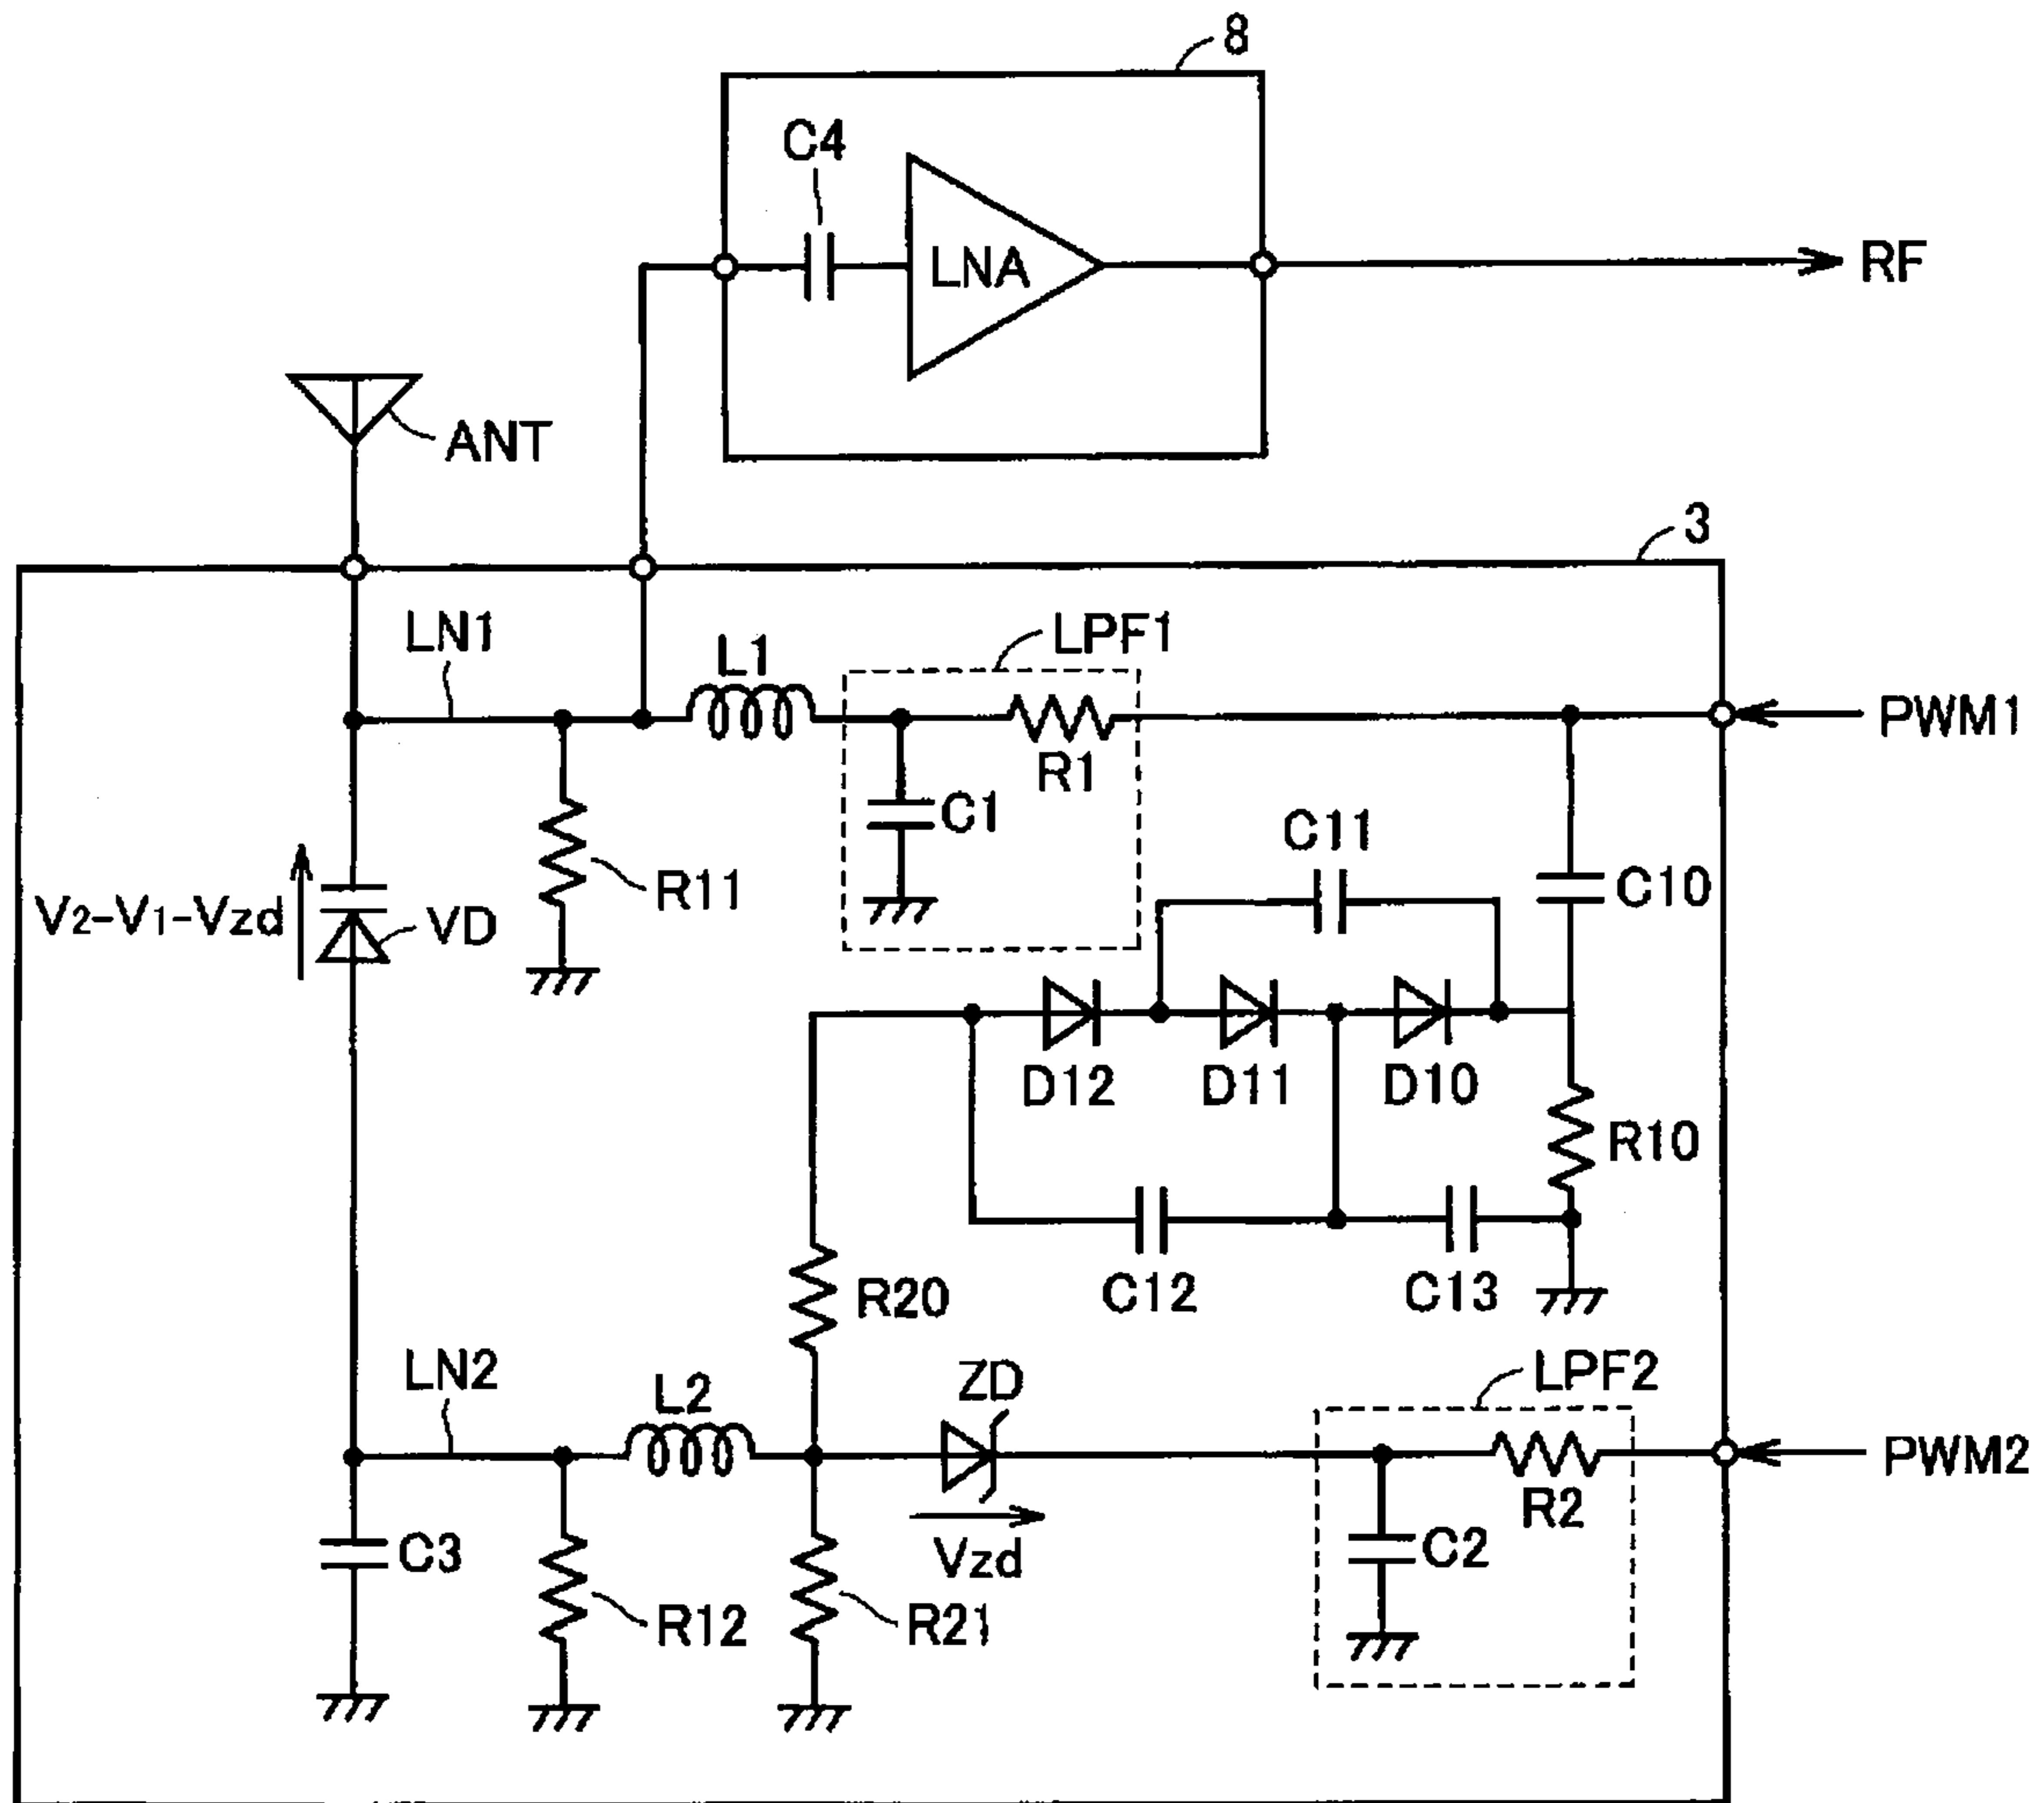 8
C4
LNA
RF
ANT
3
LN1
L1
LPF1
PWM1
R1
C1
C11
C10
R11
V2-V1-Vzd
VD
D12
D11
D10
R10
C12
C13
R20
LN2
L2
ZD
LPF2
PWM2
R2
Vzd
C2
C3
R12
R21